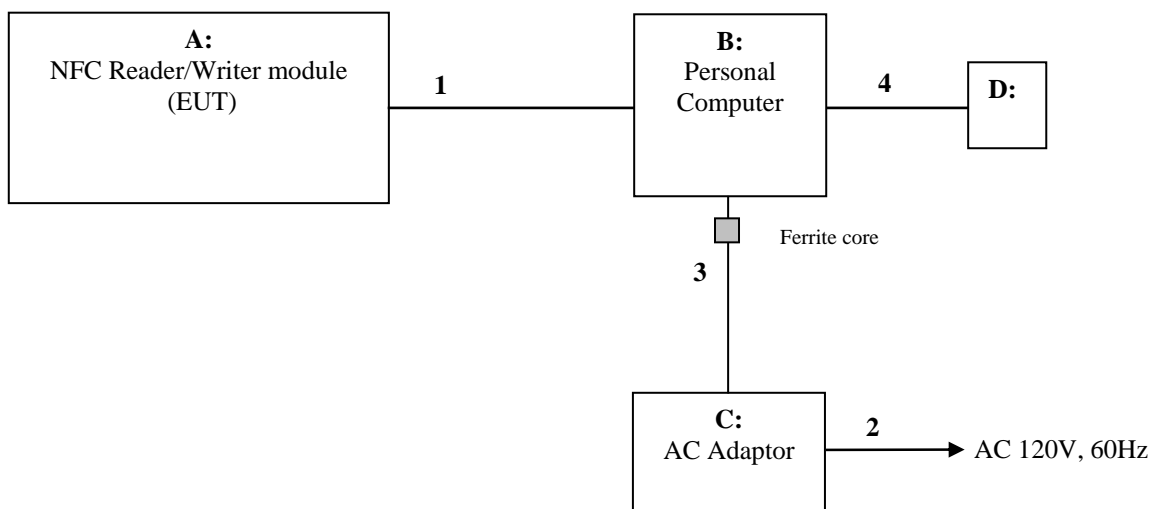 A:
NFC Reader/Writer module
(EUT)
1
B:
Personal
Computer
4
D:
Ferrite core
3
C:
AC Adaptor
2
AC 120V, 60Hz